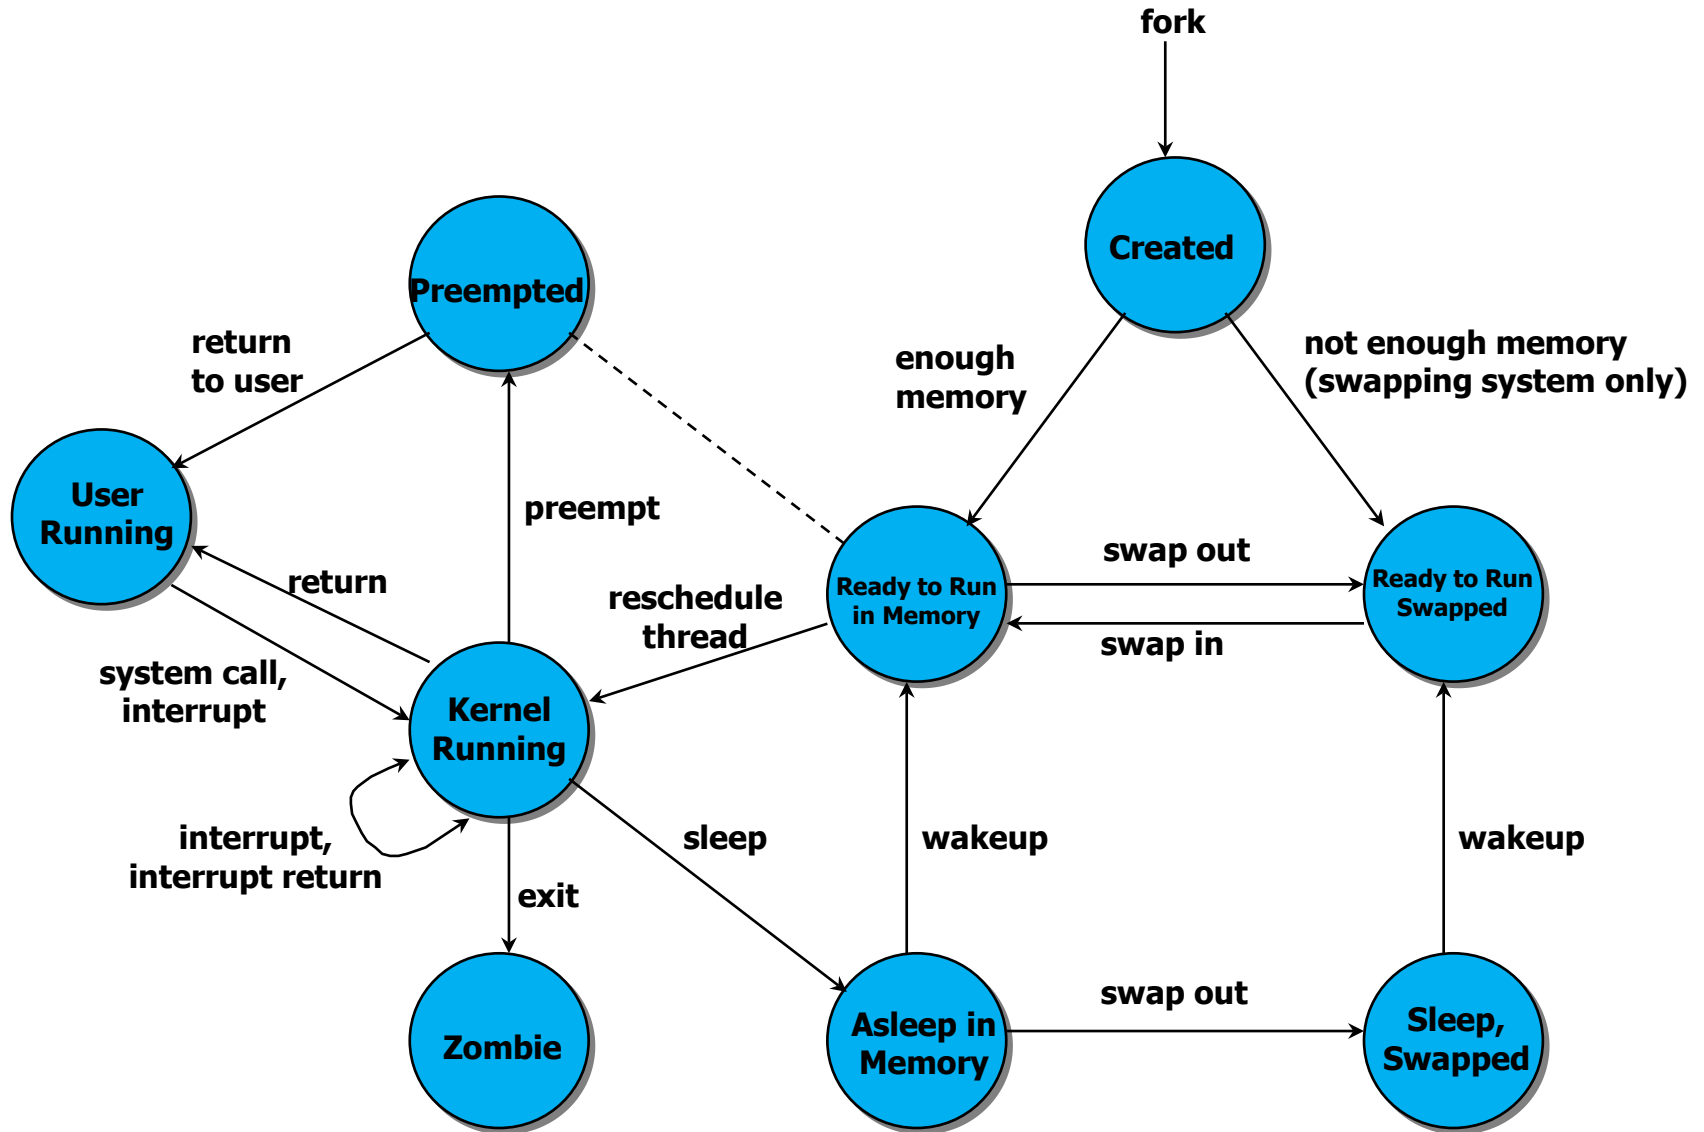 fork
Created
Preempted
return
to user
enough
memory
not enough memory
(swapping system only)
User
Running
preempt
return
reschedule
thread
Ready to Run
in Memory
swap out
swap in
Ready to Run
Swapped
system call,
interrupt
Kernel
Running
interrupt,
interrupt return
sleep
wakeup
wakeup
exit
Zombie
Asleep in
Memory
swap out
Sleep,
Swapped